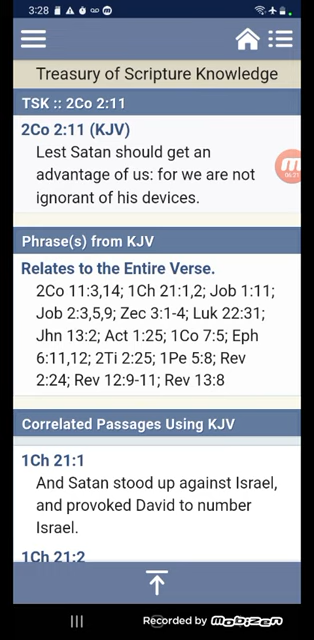 3:28
Treasury of Scripture Knowledge
TSK :: 2Co 2:11
2Co 2:11 (KJV)
Lest Satan should get an
advantage of us: for we are not
ignorant of his devices.
Phrase(s) from KJV
Relates to the Entire Verse.
2Co 11:3,14; 1Ch 21:1,2; Job 1:11;
Job 2:3,5,9; Zec 3:1-4; Luk 22:31;
Jhn 13:2; Act 1:25; 1Co 7:5; Eph
6:11,12; 2Ti 2:25; 1Pe 5:8; Rev
2:24; Rev 12:9-11; Rev 13:8
Correlated Passages Using KJV
1Ch 21:1
And Satan stood up against Israel,
and provoked David to number
Israel.
1Ch 21:2
Recorded by Mobizen